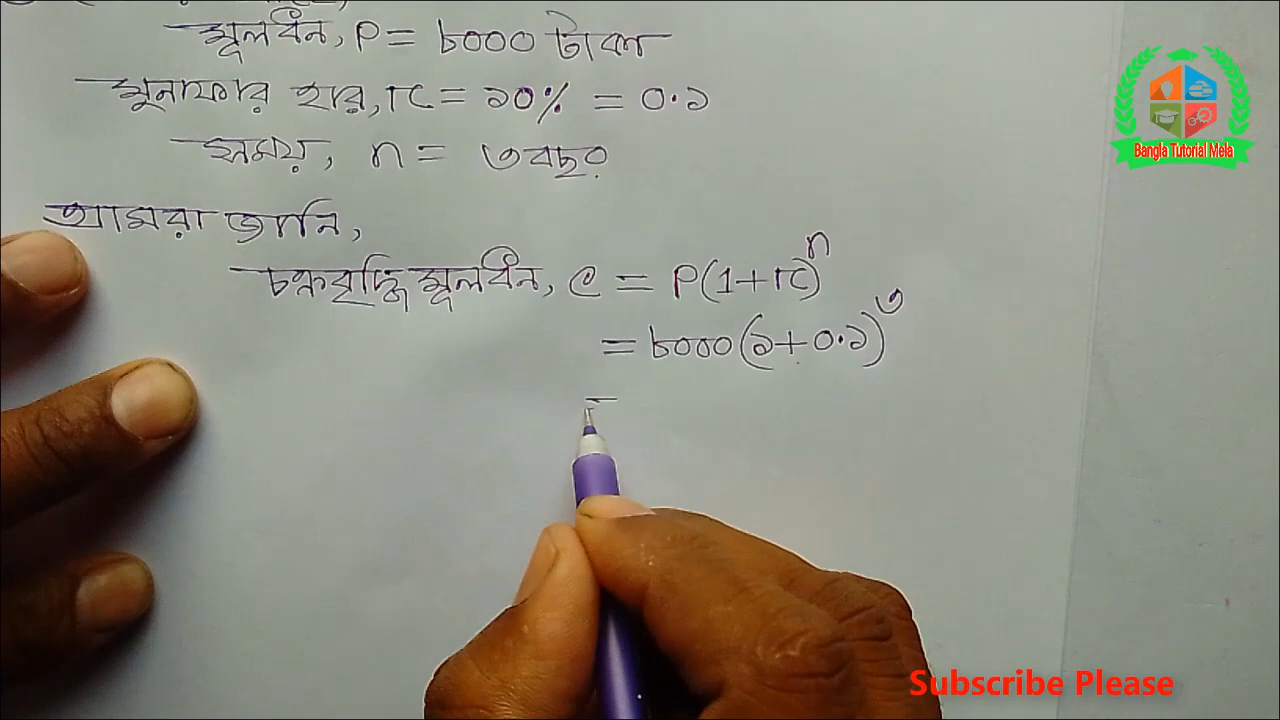 মূলধন, P = ৮০০০ টাকা
মুনাফার হার, r = ১০% = ০.১
সময়, n = ৩ বছর
আমরা জানি,
চক্রবৃদ্ধি মূলধন, C = P(1+r)^n
= ৮০০০(১+০.১)^৩
Bangla Tutorial Mela
Subscribe Please